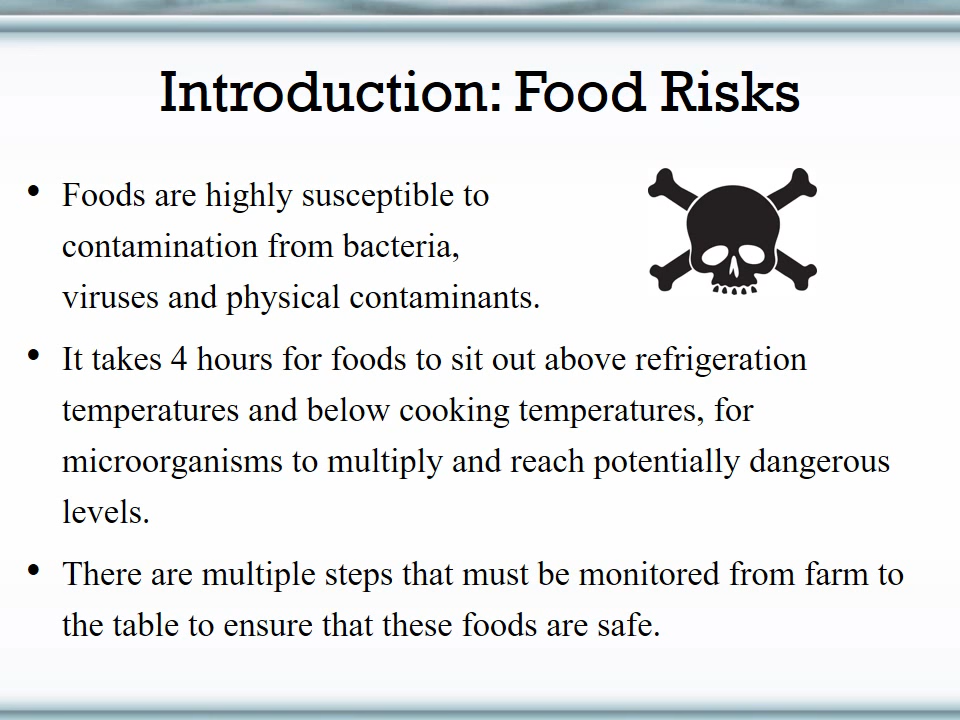 Introduction: Food Risks
• Foods are highly susceptible to
contamination from bacteria,
viruses and physical contaminants.
• It takes 4 hours for foods to sit out above refrigeration
temperatures and below cooking temperatures, for
microorganisms to multiply and reach potentially dangerous
levels.
• There are multiple steps that must be monitored from farm to
the table to ensure that these foods are safe.